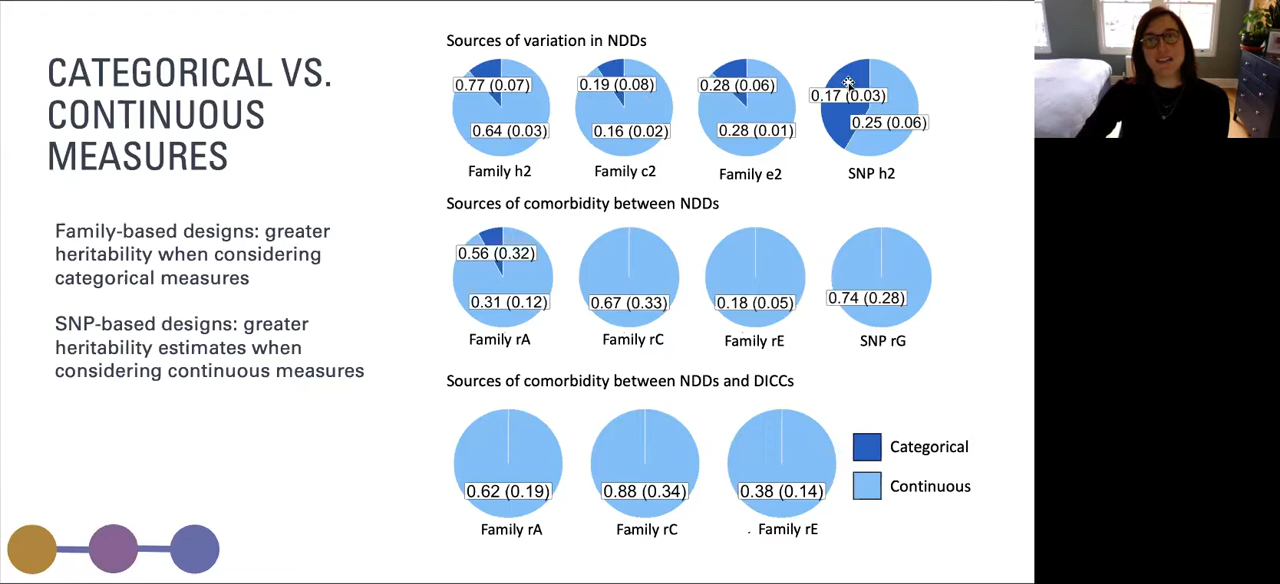 CATEGORICAL VS.
CONTINUOUS
MEASURES
Family-based designs: greater
heritability when considering
categorical measures
SNP-based designs: greater
heritability estimates when
considering continuous measures
Sources of variation in NDDs
0.77 (0.07)
0.64 (0.03)
Family h2
0.19 (0.08)
0.16 (0.02)
Family c2
0.28 (0.06)
0.28 (0.01)
Family e2
0.17 (0.03)
0.25 (0.06)
SNP h2
Sources of comorbidity between NDDs
0.56 (0.32)
0.31 (0.12)
Family rA
0.67 (0.33)
Family rC
0.18 (0.05)
Family rE
0.74 (0.28)
SNP rG
Sources of comorbidity between NDDs and DICCs
0.62 (0.19)
Family rA
0.88 (0.34)
Family rC
0.38 (0.14)
Family rE
Categorical
Continuous